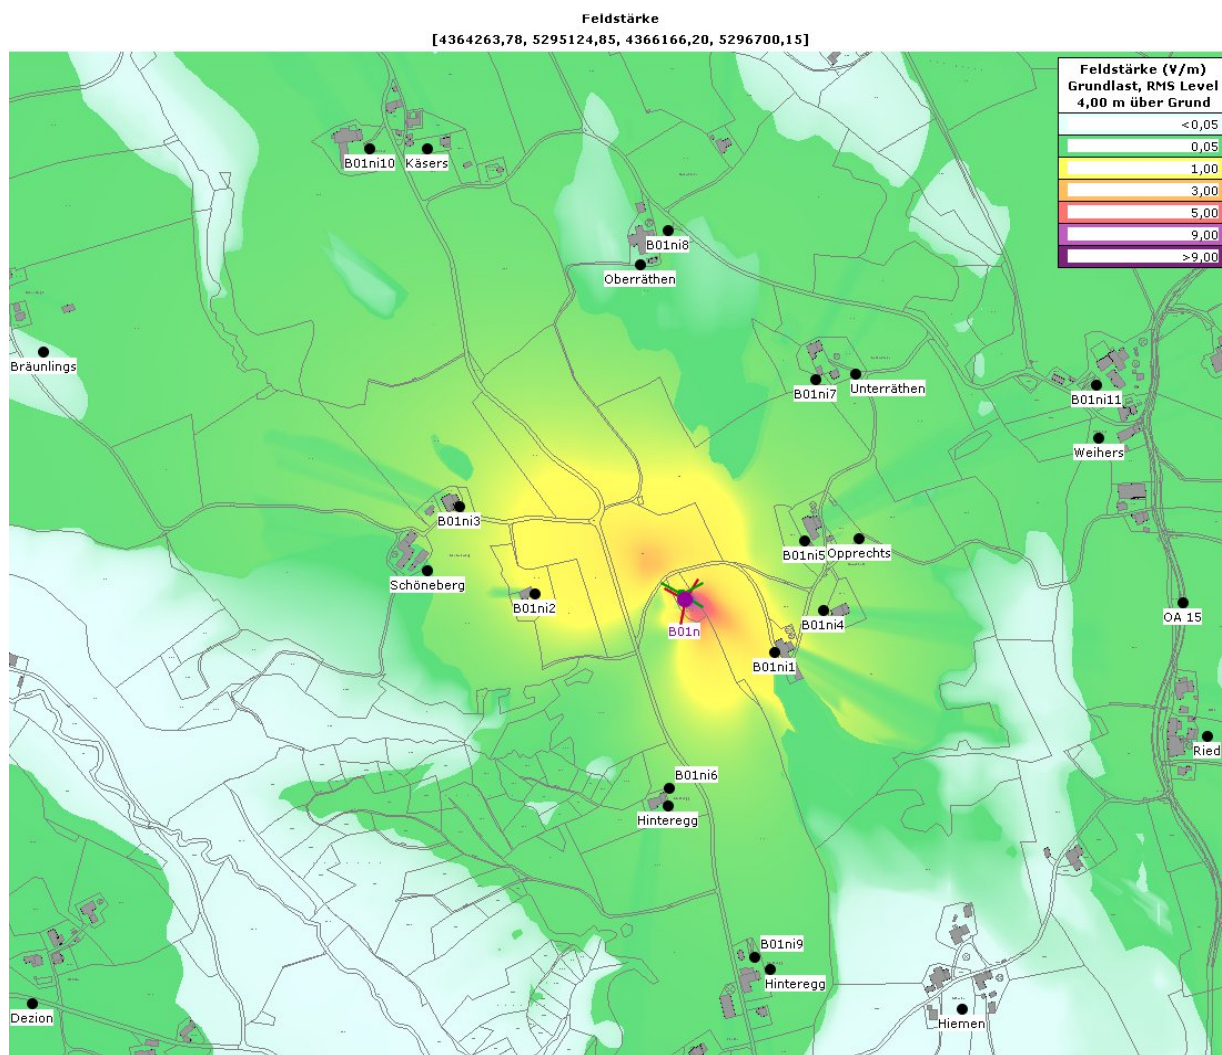 Feldstärke
[4364263,78, 5295124,85, 4366166,20, 5296700,15]
Feldstärke (V/m)
Grundlast, RMS Level
4,00 m über Grund
<0,05
0,05
1,00
3,00
5,00
9,00
>9,00
B01ni10
Käsers
B01ni8
Oberräthen
Bräunlings
B01ni7
Unterräthen
B01ni11
Weihers
B01ni3
B01ni5
Opprechts
Schöneberg
B01ni2
B01ni4
OA 15
B01n
B01ni1
Ried
B01ni6
Hinteregg
B01ni9
Hinteregg
Dezion
Hiemen